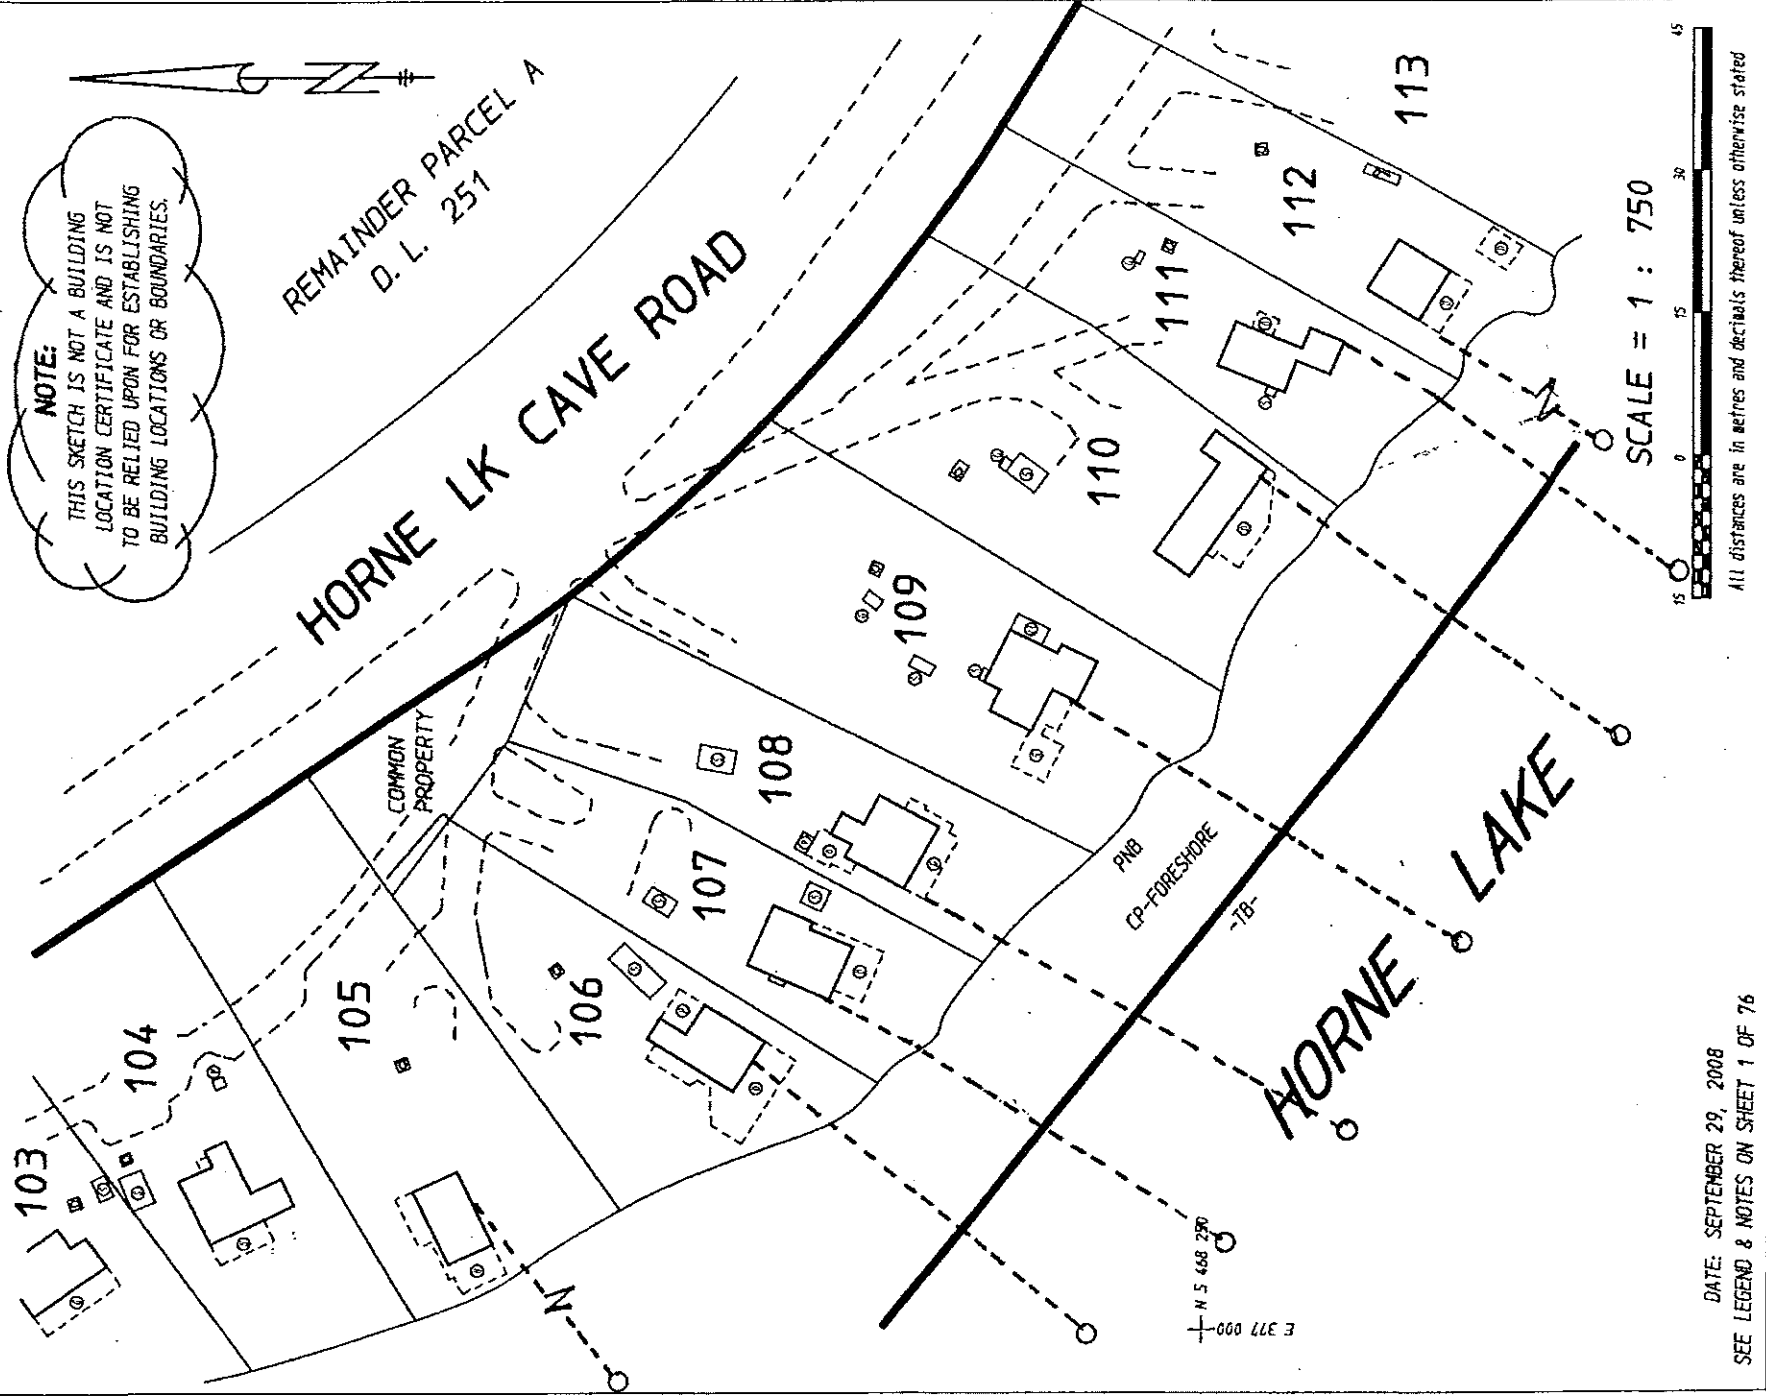 NOTE:
THIS SKETCH IS NOT A BUILDING
LOCATION CERTIFICATE AND IS NOT
TO BE RELIED UPON FOR ESTABLISHING
BUILDING LOCATIONS OR BOUNDARIES.
N
REMAINDER PARCEL A
D. L. 251
HORNE LK CAVE ROAD
COMMON
PROPERTY
103
104
105
106
107
108
109
110
111
112
113
PNB
CP-FORESHORE
-TB-
HORNE LAKE
N
N
N 5 468 250
E 377 000
SCALE = 1 : 750
15 0 15 30 45
All distances are in metres and decimals thereof unless otherwise stated
DATE: SEPTEMBER 29, 2008
SEE LEGEND & NOTES ON SHEET 1 OF 76